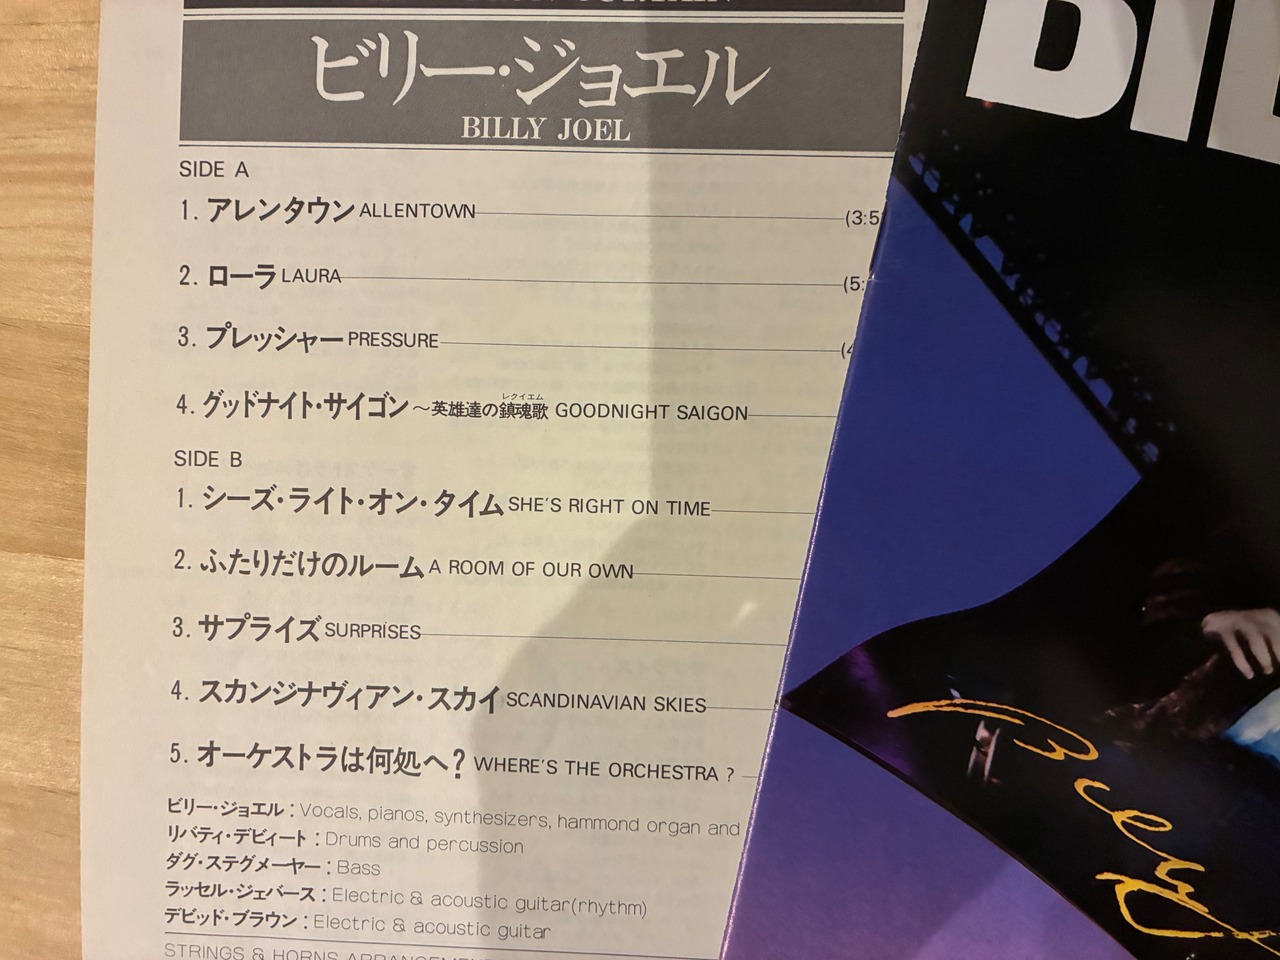 ビリー・ジョエル
BILLY JOEL
SIDE A
1. アレンタウン ALLENTOWN (3:5
2. ローラ LAURA (5:
3. プレッシャー PRESSURE (4
レクイエム
4. グッドナイト・サイゴン ～英雄達の鎮魂歌 GOODNIGHT SAIGON
SIDE B
1. シーズ・ライト・オン・タイム SHE'S RIGHT ON TIME
2. ふたりだけのルーム A ROOM OF OUR OWN
3. サプライズ SURPRISES
4. スカンジナヴィアン・スカイ SCANDINAVIAN SKIES
5. オーケストラは何処へ? WHERE'S THE ORCHESTRA ?
ビリー・ジョエル : Vocals, pianos, synthesizers, hammond organ and
リバティ・デビィート : Drums and percussion
ダグ・ステグメーヤー : Bass
ラッセル・ジェバース : Electric & acoustic guitar(rhythm)
デビッド・ブラウン : Electric & acoustic guitar
STRINGS & HORNS
BIL
Billy